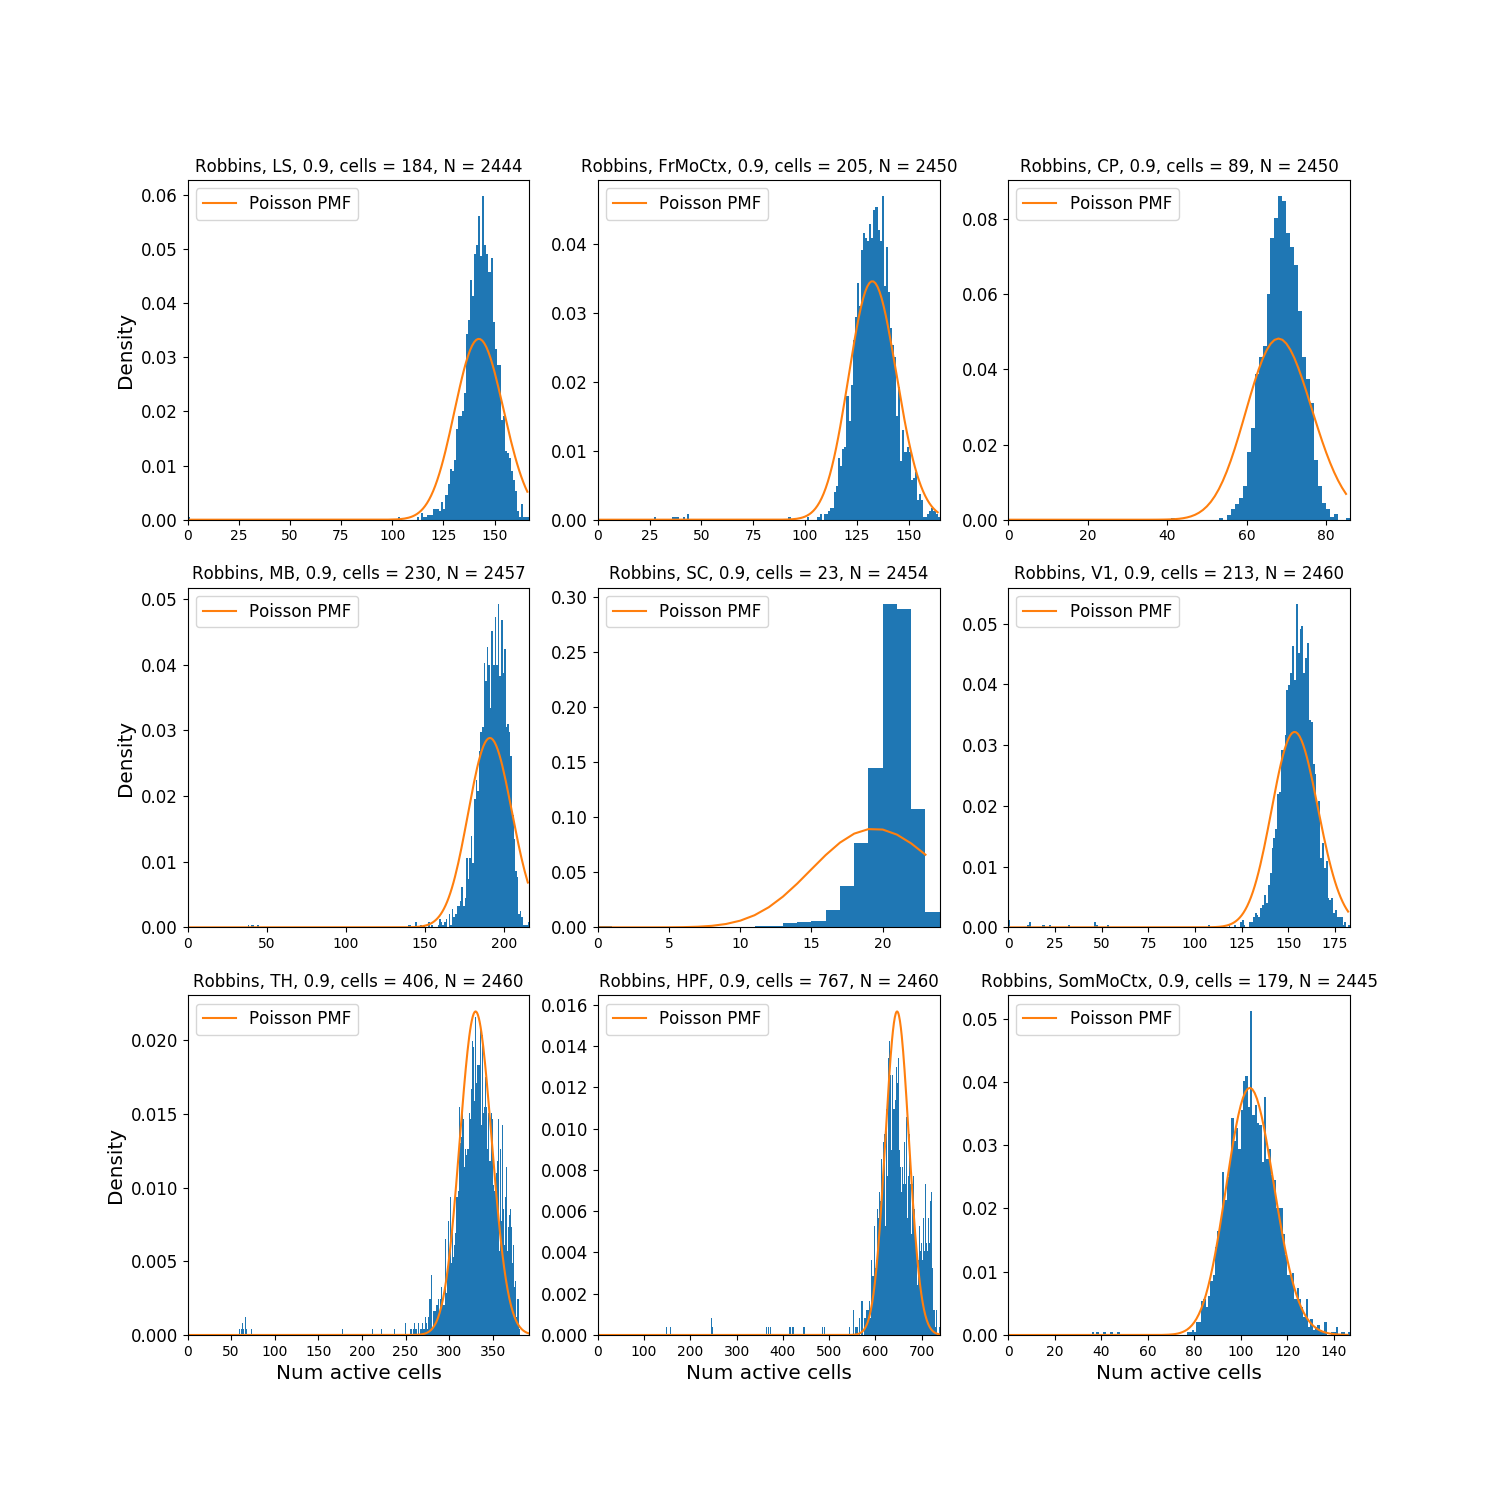 Robbins, LS, 0.9, cells = 184, N = 2444
Robbins, FrMoCtx, 0.9, cells = 205, N = 2450
Robbins, CP, 0.9, cells = 89, N = 2450
Density
0.06
0.05
0.04
0.03
0.02
0.01
0.00
Poisson PMF
0 25 50 75 100 125 150
0.04
0.03
0.02
0.01
0.00
Poisson PMF
0 25 50 75 100 125 150
0.08
0.06
0.04
0.02
0.00
Poisson PMF
0 20 40 60 80
Robbins, MB, 0.9, cells = 230, N = 2457
Robbins, SC, 0.9, cells = 23, N = 2454
Robbins, V1, 0.9, cells = 213, N = 2460
Density
0.05
0.04
0.03
0.02
0.01
0.00
Poisson PMF
0 50 100 150 200
0.30
0.25
0.20
0.15
0.10
0.05
0.00
Poisson PMF
0 5 10 15 20
0.05
0.04
0.03
0.02
0.01
0.00
Poisson PMF
0 25 50 75 100 125 150 175
Robbins, TH, 0.9, cells = 406, N = 2460
Robbins, HPF, 0.9, cells = 767, N = 2460
Robbins, SomMoCtx, 0.9, cells = 179, N = 2445
Density
0.020
0.015
0.010
0.005
0.000
Poisson PMF
0 50 100 150 200 250 300 350
Num active cells
0.016
0.014
0.012
0.010
0.008
0.006
0.004
0.002
0.000
Poisson PMF
0 100 200 300 400 500 600 700
Num active cells
0.05
0.04
0.03
0.02
0.01
0.00
Poisson PMF
0 20 40 60 80 100 120 140
Num active cells